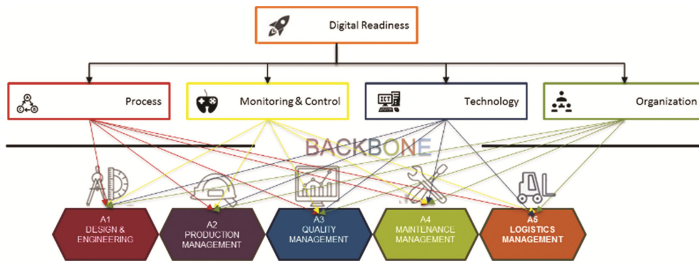 Digital Readiness
Process
Monitoring & Control
Technology
Organization
BACKBONE
A1
DESIGN &
ENGINEERING
A2
PRODUCTION
MANAGEMENT
A3
QUALITY
MANAGEMENT
A4
MAINTENANCE
MANAGEMENT
A5
LOGISTICS
MANAGEMENT
ICT